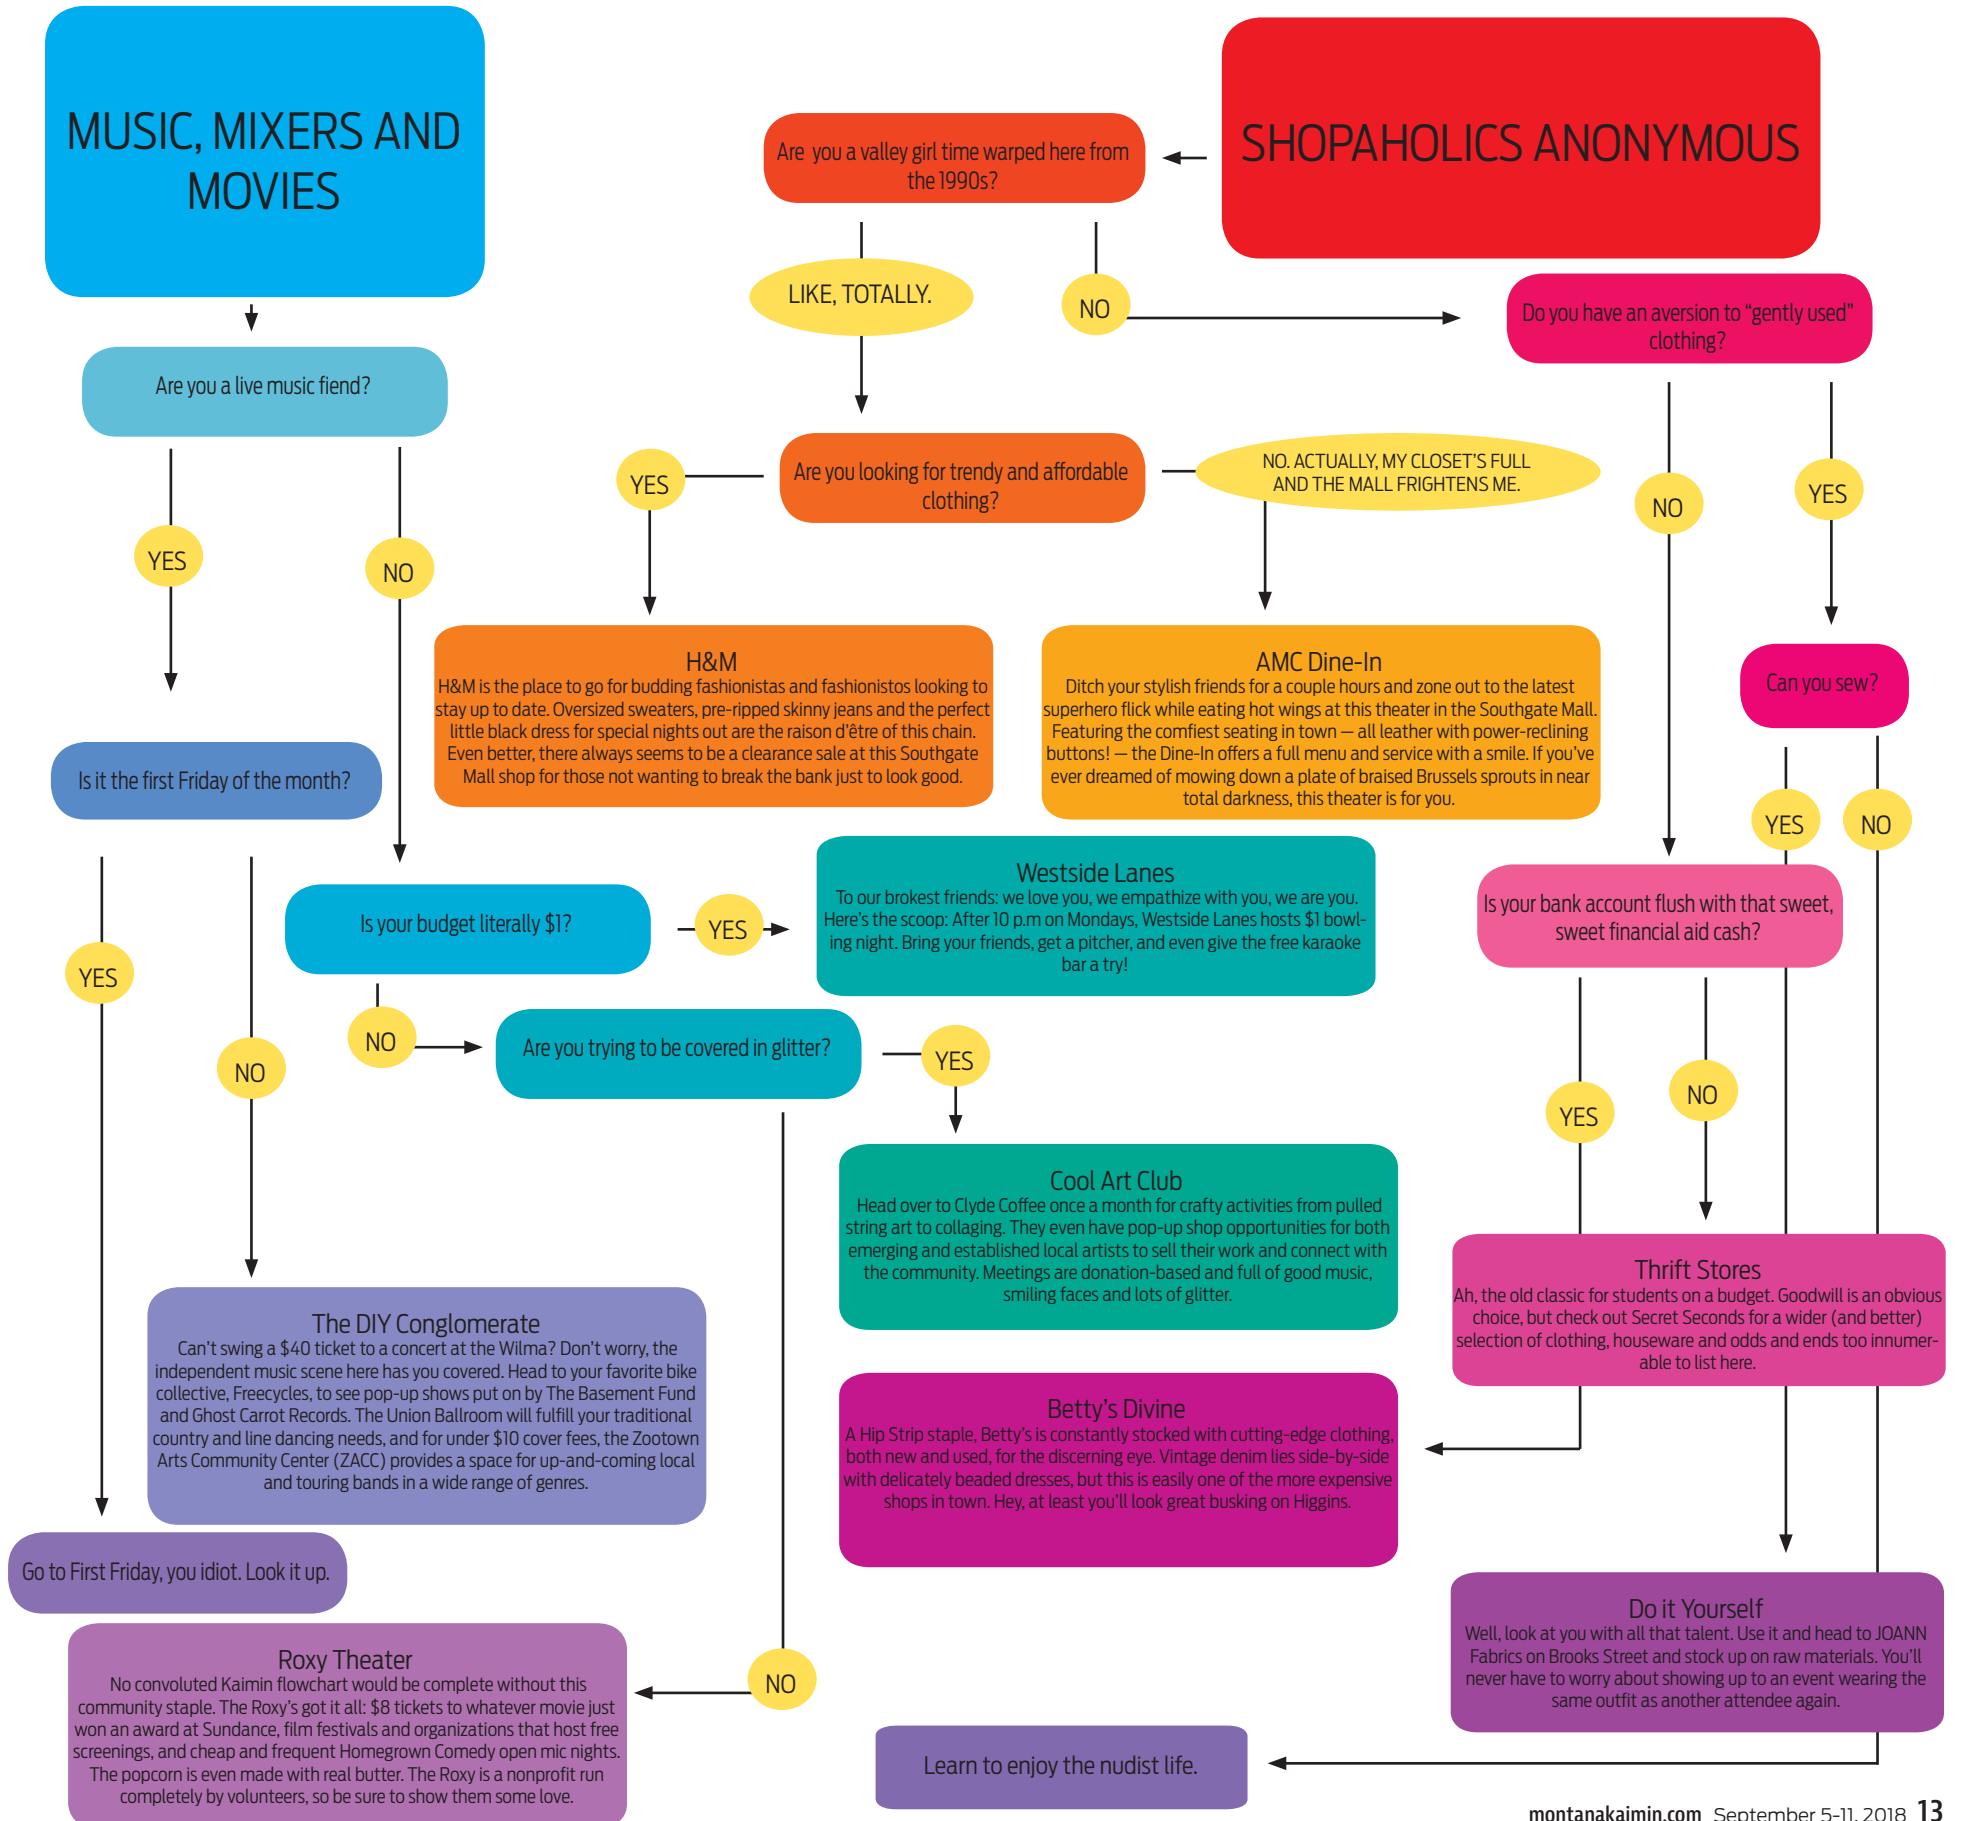 MUSIC, MIXERS AND
MOVIES
Are you a live music fiend?
YES
NO
Is it the first Friday of the month?
YES
NO
Is your budget literally $1?
YES
NO
Westside Lanes
To our brokest friends: we love you, we empathize with you, we are you.
Here's the scoop: After 10 p.m on Mondays, Westside Lanes hosts $1 bowl-
ing night. Bring your friends, get a pitcher, and even give the free karaoke
bar a try!
Are you trying to be covered in glitter?
YES
Cool Art Club
Head over to Clyde Coffee once a month for crafty activities from pulled
string art to collaging. They even have pop-up shop opportunities for both
emerging and established local artists to sell their work and connect with
the community. Meetings are donation-based and full of good music,
smiling faces and lots of glitter.
The DIY Conglomerate
Can't swing a $40 ticket to a concert at the Wilma? Don't worry, the
independent music scene here has you covered. Head to your favorite bike
collective, Freecycles, to see pop-up shows put on by The Basement Fund
and Ghost Carrot Records. The Union Ballroom will fulfill your traditional
country and line dancing needs, and for under $10 cover fees, the Zootown
Arts Community Center (ZACC) provides a space for up-and-coming local
and touring bands in a wide range of genres.
Go to First Friday, you idiot. Look it up.
NO
Roxy Theater
No convoluted Kaimin flowchart would be complete without this
community staple. The Roxy's got it all: $8 tickets to whatever movie just
won an award at Sundance, film festivals and organizations that host free
screenings, and cheap and frequent Homegrown Comedy open mic nights.
The popcorn is even made with real butter. The Roxy is a nonprofit run
completely by volunteers, so be sure to show them some love.
SHOPAHOLICS ANONYMOUS
Are you a valley girl time warped here from
the 1990s?
LIKE, TOTALLY.
NO
Are you looking for trendy and affordable
clothing?
YES
NO. ACTUALLY, MY CLOSET'S FULL
AND THE MALL FRIGHTENS ME.
H&M
H&M is the place to go for budding fashionistas and fashionistos looking to
stay up to date. Oversized sweaters, pre-ripped skinny jeans and the perfect
little black dress for special nights out are the raison d'être of this chain.
Even better, there always seems to be a clearance sale at this Southgate
Mall shop for those not wanting to break the bank just to look good.
AMC Dine-In
Ditch your stylish friends for a couple hours and zone out to the latest
superhero flick while eating hot wings at this theater in the Southgate Mall.
Featuring the comfiest seating in town — all leather with power-reclining
buttons! — the Dine-In offers a full menu and service with a smile. If you've
ever dreamed of mowing down a plate of braised Brussels sprouts in near
total darkness, this theater is for you.
Do you have an aversion to “gently used”
clothing?
NO
YES
Can you sew?
YES
NO
Is your bank account flush with that sweet,
sweet financial aid cash?
YES
NO
Thrift Stores
Ah, the old classic for students on a budget. Goodwill is an obvious
choice, but check out Secret Seconds for a wider (and better)
selection of clothing, houseware and odds and ends too innumer-
able to list here.
Betty's Divine
A Hip Strip staple, Betty's is constantly stocked with cutting-edge clothing,
both new and used, for the discerning eye. Vintage denim lies side-by-side
with delicately beaded dresses, but this is easily one of the more expensive
shops in town. Hey, at least you'll look great busking on Higgins.
Do it Yourself
Well, look at you with all that talent. Use it and head to JOANN
Fabrics on Brooks Street and stock up on raw materials. You'll
never have to worry about showing up to an event wearing the
same outfit as another attendee again.
Learn to enjoy the nudist life.
montanakaimin.com September 5-11, 2018 13